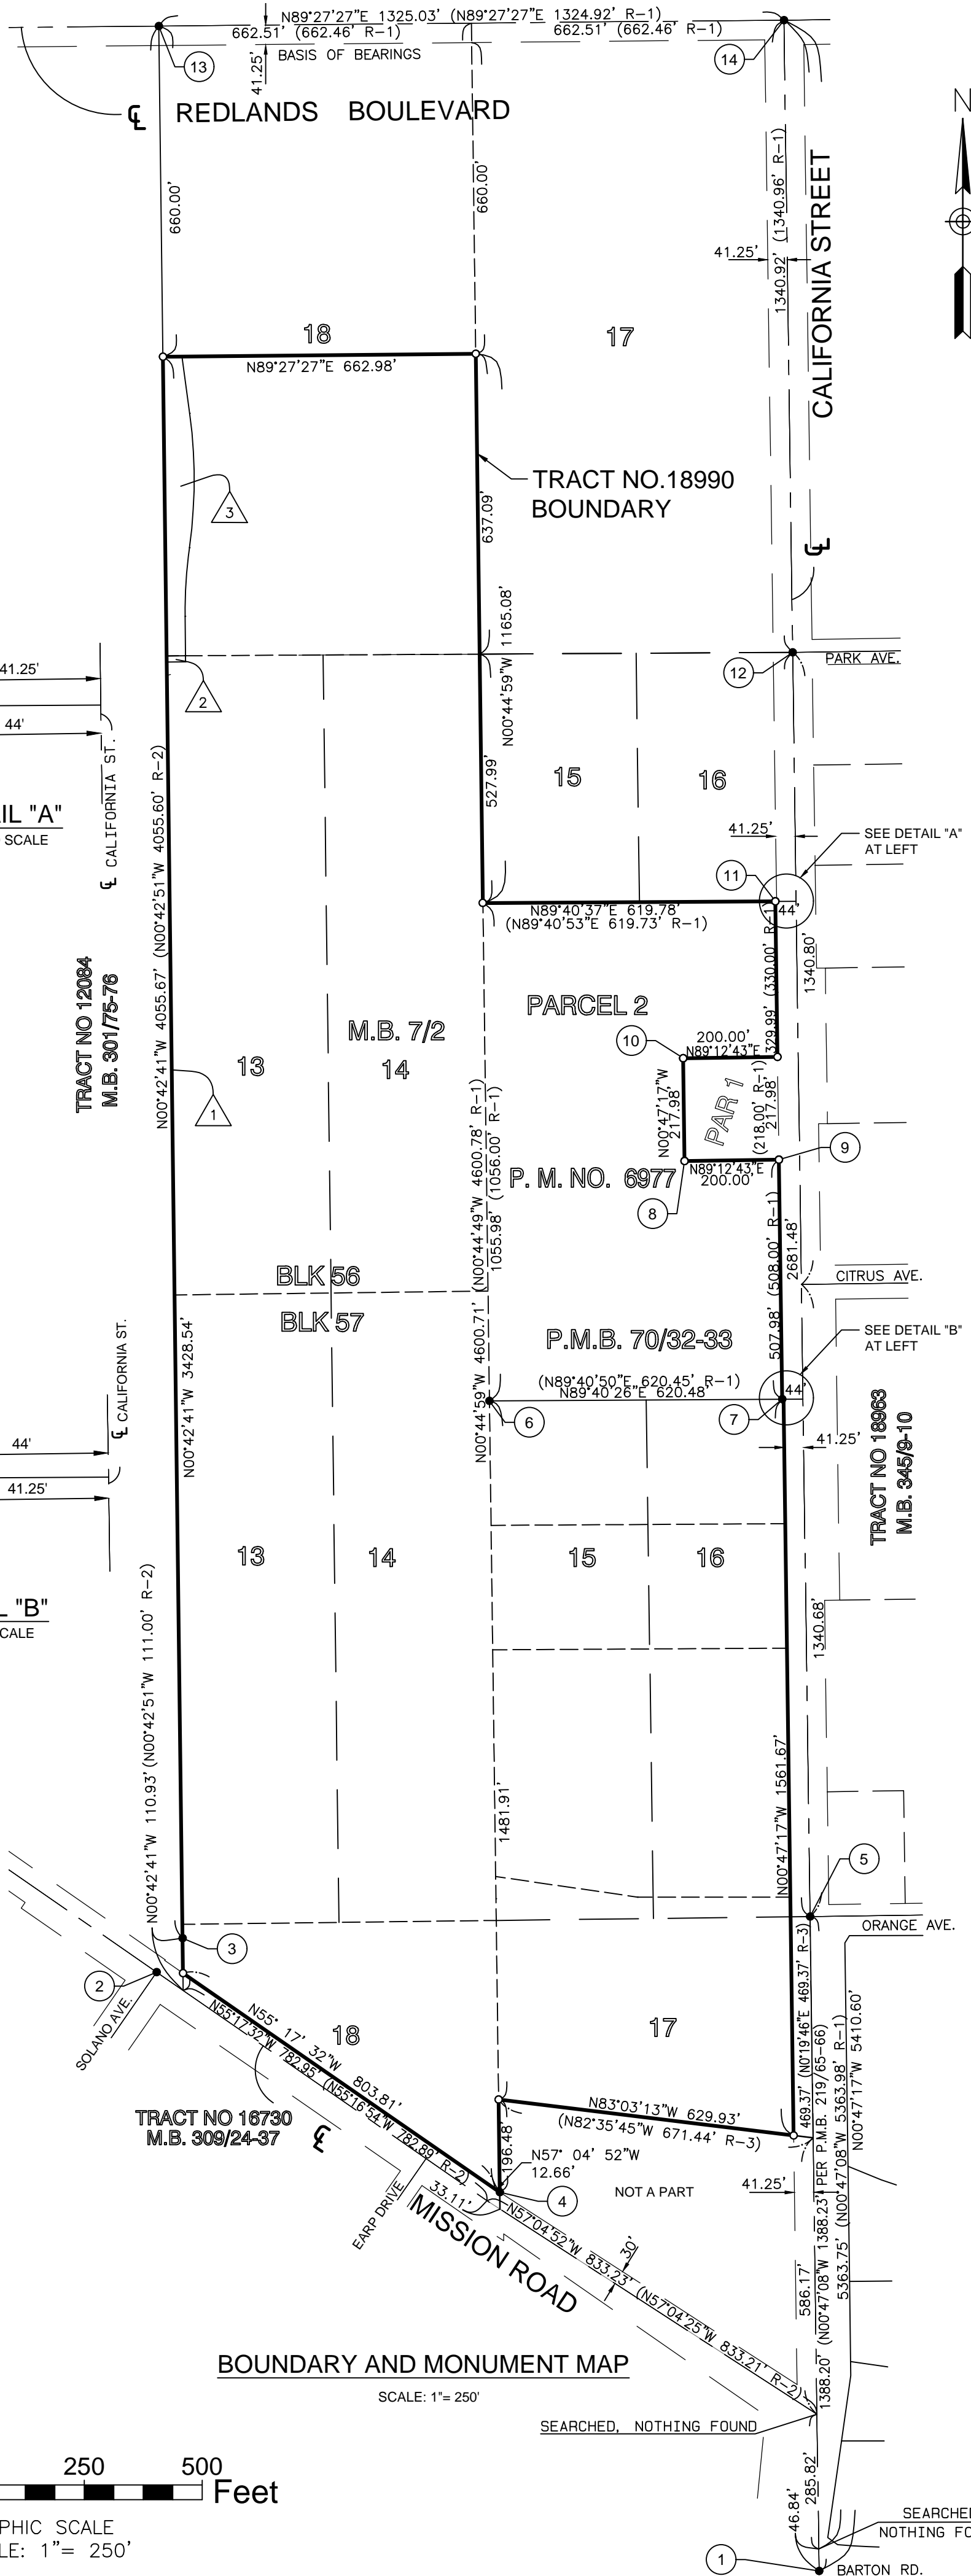 N89°27'27"E 1325.03' (N89°27'27"E 1324.92' R-1)
662.51' (662.46' R-1)
662.51' (662.46' R-1)
BASIS OF BEARINGS
41.25'
41.25'
13
14
℄ REDLANDS BOULEVARD
N
660.00'
660.00'
1340.92' (1340.96' R-1)
CALIFORNIA STREET
41.25'
18
17
N89°27'27"E 662.98'
TRACT NO.18990
BOUNDARY
3
637.09'
℄
N00°44'59"W 1165.08'
PARK AVE.
12
2
41.25'
44'
℄ CALIFORNIA ST.
IL "A"
SCALE
527.99'
15
16
41.25'
SEE DETAIL "A"
AT LEFT
11
44'
N89°40'37"E 619.78'
(N89°40'53"E 619.73' R-1)
N00°42'41"W 4055.67' (N00°42'51"W 4055.60' R-2)
TRACT NO 12084
M.B. 301/75-76
329.99' (330.00' R-1)
1340.80'
PARCEL 2
M.B. 7/2
13
14
10
200.00'
N89°12'43"E
1
N00°47'17"W
217.98'
PAR 1
(218.00' R-1)
217.98'
9
N00°44'59"W 4600.71' (N00°44'49"W 4600.78' R-1)
1055.98' (1056.00' R-1)
P. M. NO. 6977
N89°12'43"E
200.00'
8
2681.48'
BLK 56
BLK 57
CITRUS AVE.
507.98' (508.00' R-1)
P.M.B. 70/32-33
SEE DETAIL "B"
AT LEFT
℄ CALIFORNIA ST.
(N89°40'50"E 620.45' R-1)
N89°40'26"E 620.48'
44'
6
7
44'
41.25'
41.25'
N00°42'41"W 3428.54'
TRACT NO 18963
M.B. 345/9-10
L "B"
CALE
13
14
15
16
1340.68'
N00°42'41"W 110.93' (N00°42'51"W 111.00' R-2)
1481.91'
N00°47'17"W 1561.67'
5
ORANGE AVE.
3
2
SOLANO AVE.
469.37' (N0°19'46"E 469.37' R-3)
N00°47'17"W 5410.60'
N55° 17' 32"W 803.81'
N55°17'32"W 782.95' (N55°16'54"W 782.89' R-2)
18
17
TRACT NO 16730
M.B. 309/24-37
℄
N83°03'13"W 629.93'
(N82°35'45"W 671.44' R-3)
196.48'
N57° 04' 52"W
12.66'
EARP DRIVE
33.11'
4
NOT A PART
41.25'
MISSION ROAD
N57°04'52"W 833.23' (N57°04'25"W 833.21' R-2)
30'
586.17'
1388.20' (N00°47'08"W 1388.23' PER P.M.B. 219/65-66)
5363.75' (N00°47'08"W 5363.98' R-1)
BOUNDARY AND MONUMENT MAP
SCALE: 1"= 250'
SEARCHED, NOTHING FOUND
250 500
Feet
PHIC SCALE
LE: 1"= 250'
285.82'
46.84'
SEARCHED
NOTHING FO
1
BARTON RD.